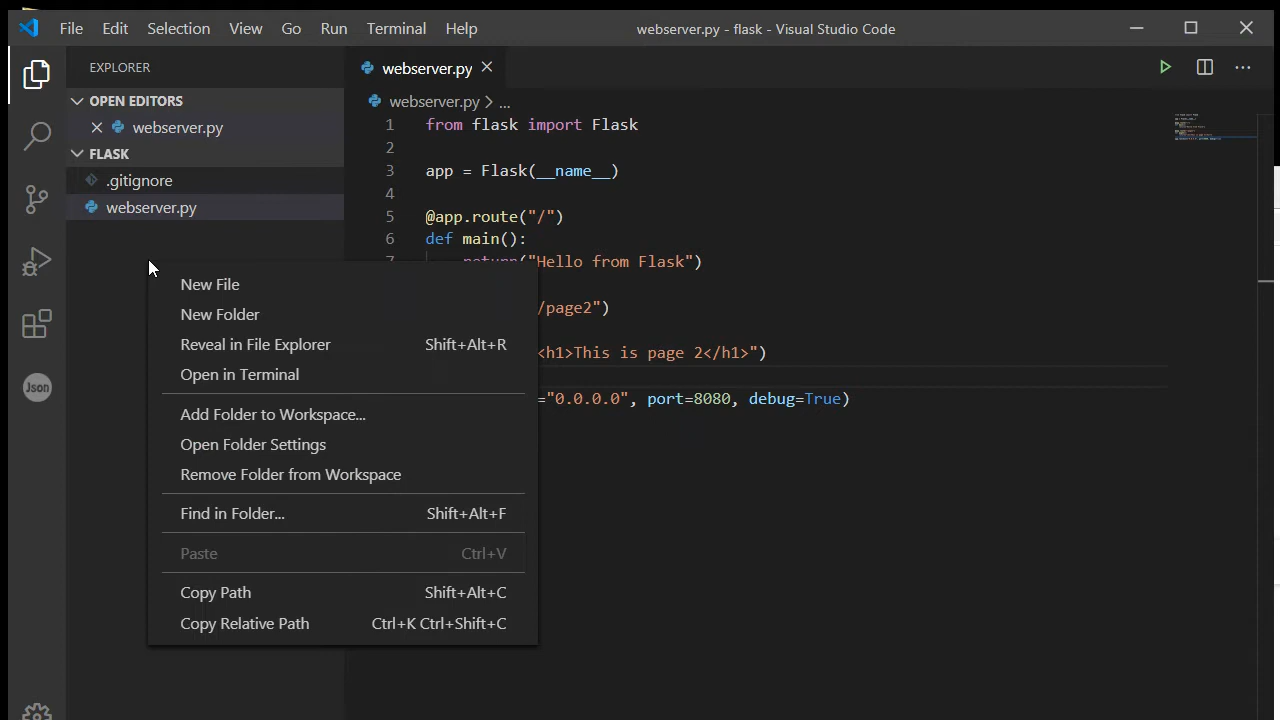 File Edit Selection View Go Run Terminal Help webserver.py - flask - Visual Studio Code
EXPLORER
OPEN EDITORS
webserver.py
FLASK
.gitignore
webserver.py
Json
webserver.py
webserver.py > ...
1 from flask import Flask
2
3 app = Flask(__name__)
4
5 @app.route("/")
6 def main():
7 return("Hello from Flask")
/page2")
<h1>This is page 2</h1>")
="0.0.0.0", port=8080, debug=True)
New File
New Folder
Reveal in File Explorer Shift+Alt+R
Open in Terminal
Add Folder to Workspace...
Open Folder Settings
Remove Folder from Workspace
Find in Folder... Shift+Alt+F
Paste Ctrl+V
Copy Path Shift+Alt+C
Copy Relative Path Ctrl+K Ctrl+Shift+C